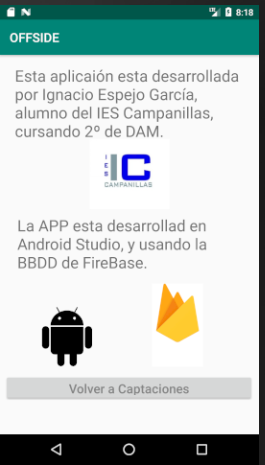 8:18
OFFSIDE
Esta aplicaión esta desarrollada
por Ignacio Espejo García,
alumno del IES Campanillas,
cursando 2º de DAM.
IES
IC
CAMPANILLAS
La APP esta desarrollad en
Android Studio, y usando la
BBDD de FireBase.
Volver a Captaciones